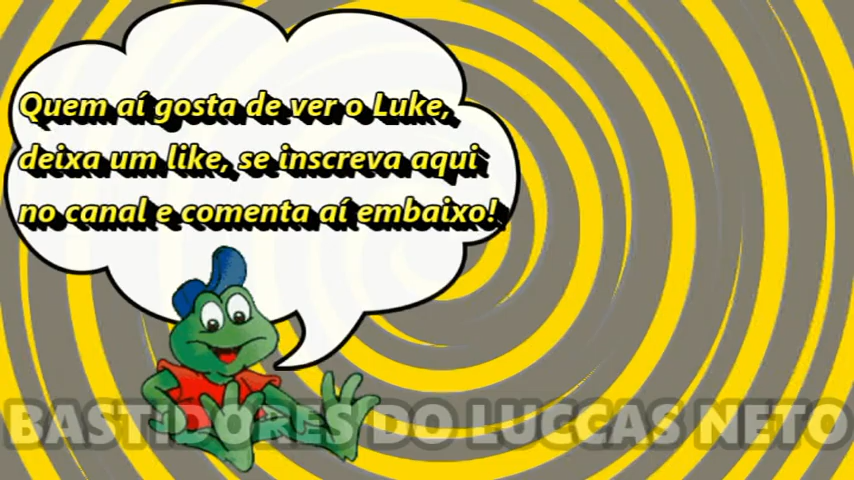 Quem aí gosta de ver o Luke,
deixa um like, se inscreva aqui
no canal e comenta aí embaixo!
BASTIDORES DO LUCCAS NETO